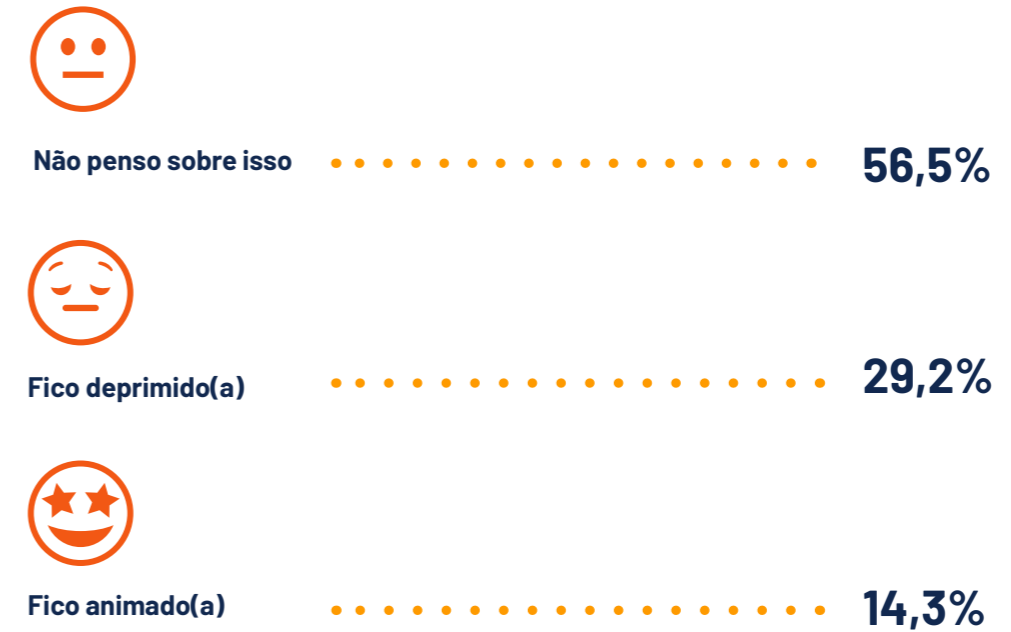 Não penso sobre isso 56,5%
Fico deprimido(a) 29,2%
Fico animado(a) 14,3%